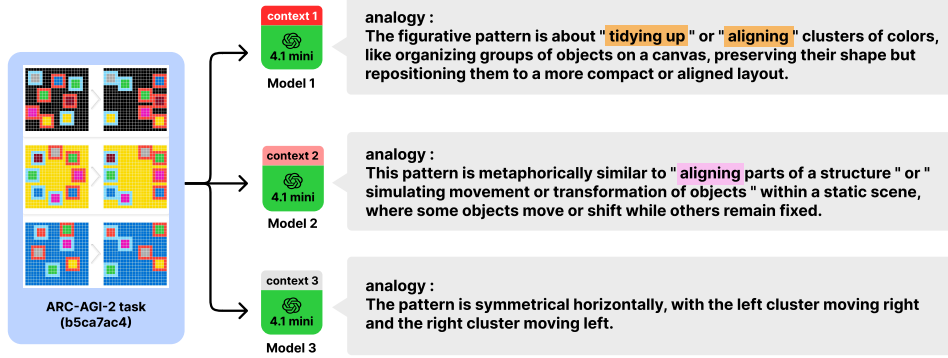 context 1
4.1 mini
Model 1
analogy :
The figurative pattern is about " tidying up " or " aligning " clusters of colors,
like organizing groups of objects on a canvas, preserving their shape but
repositioning them to a more compact or aligned layout.
context 2
4.1 mini
Model 2
analogy :
This pattern is metaphorically similar to " aligning parts of a structure " or "
simulating movement or transformation of objects " within a static scene,
where some objects move or shift while others remain fixed.
ARC-AGI-2 task
(b5ca7ac4)
context 3
4.1 mini
Model 3
analogy :
The pattern is symmetrical horizontally, with the left cluster moving right
and the right cluster moving left.